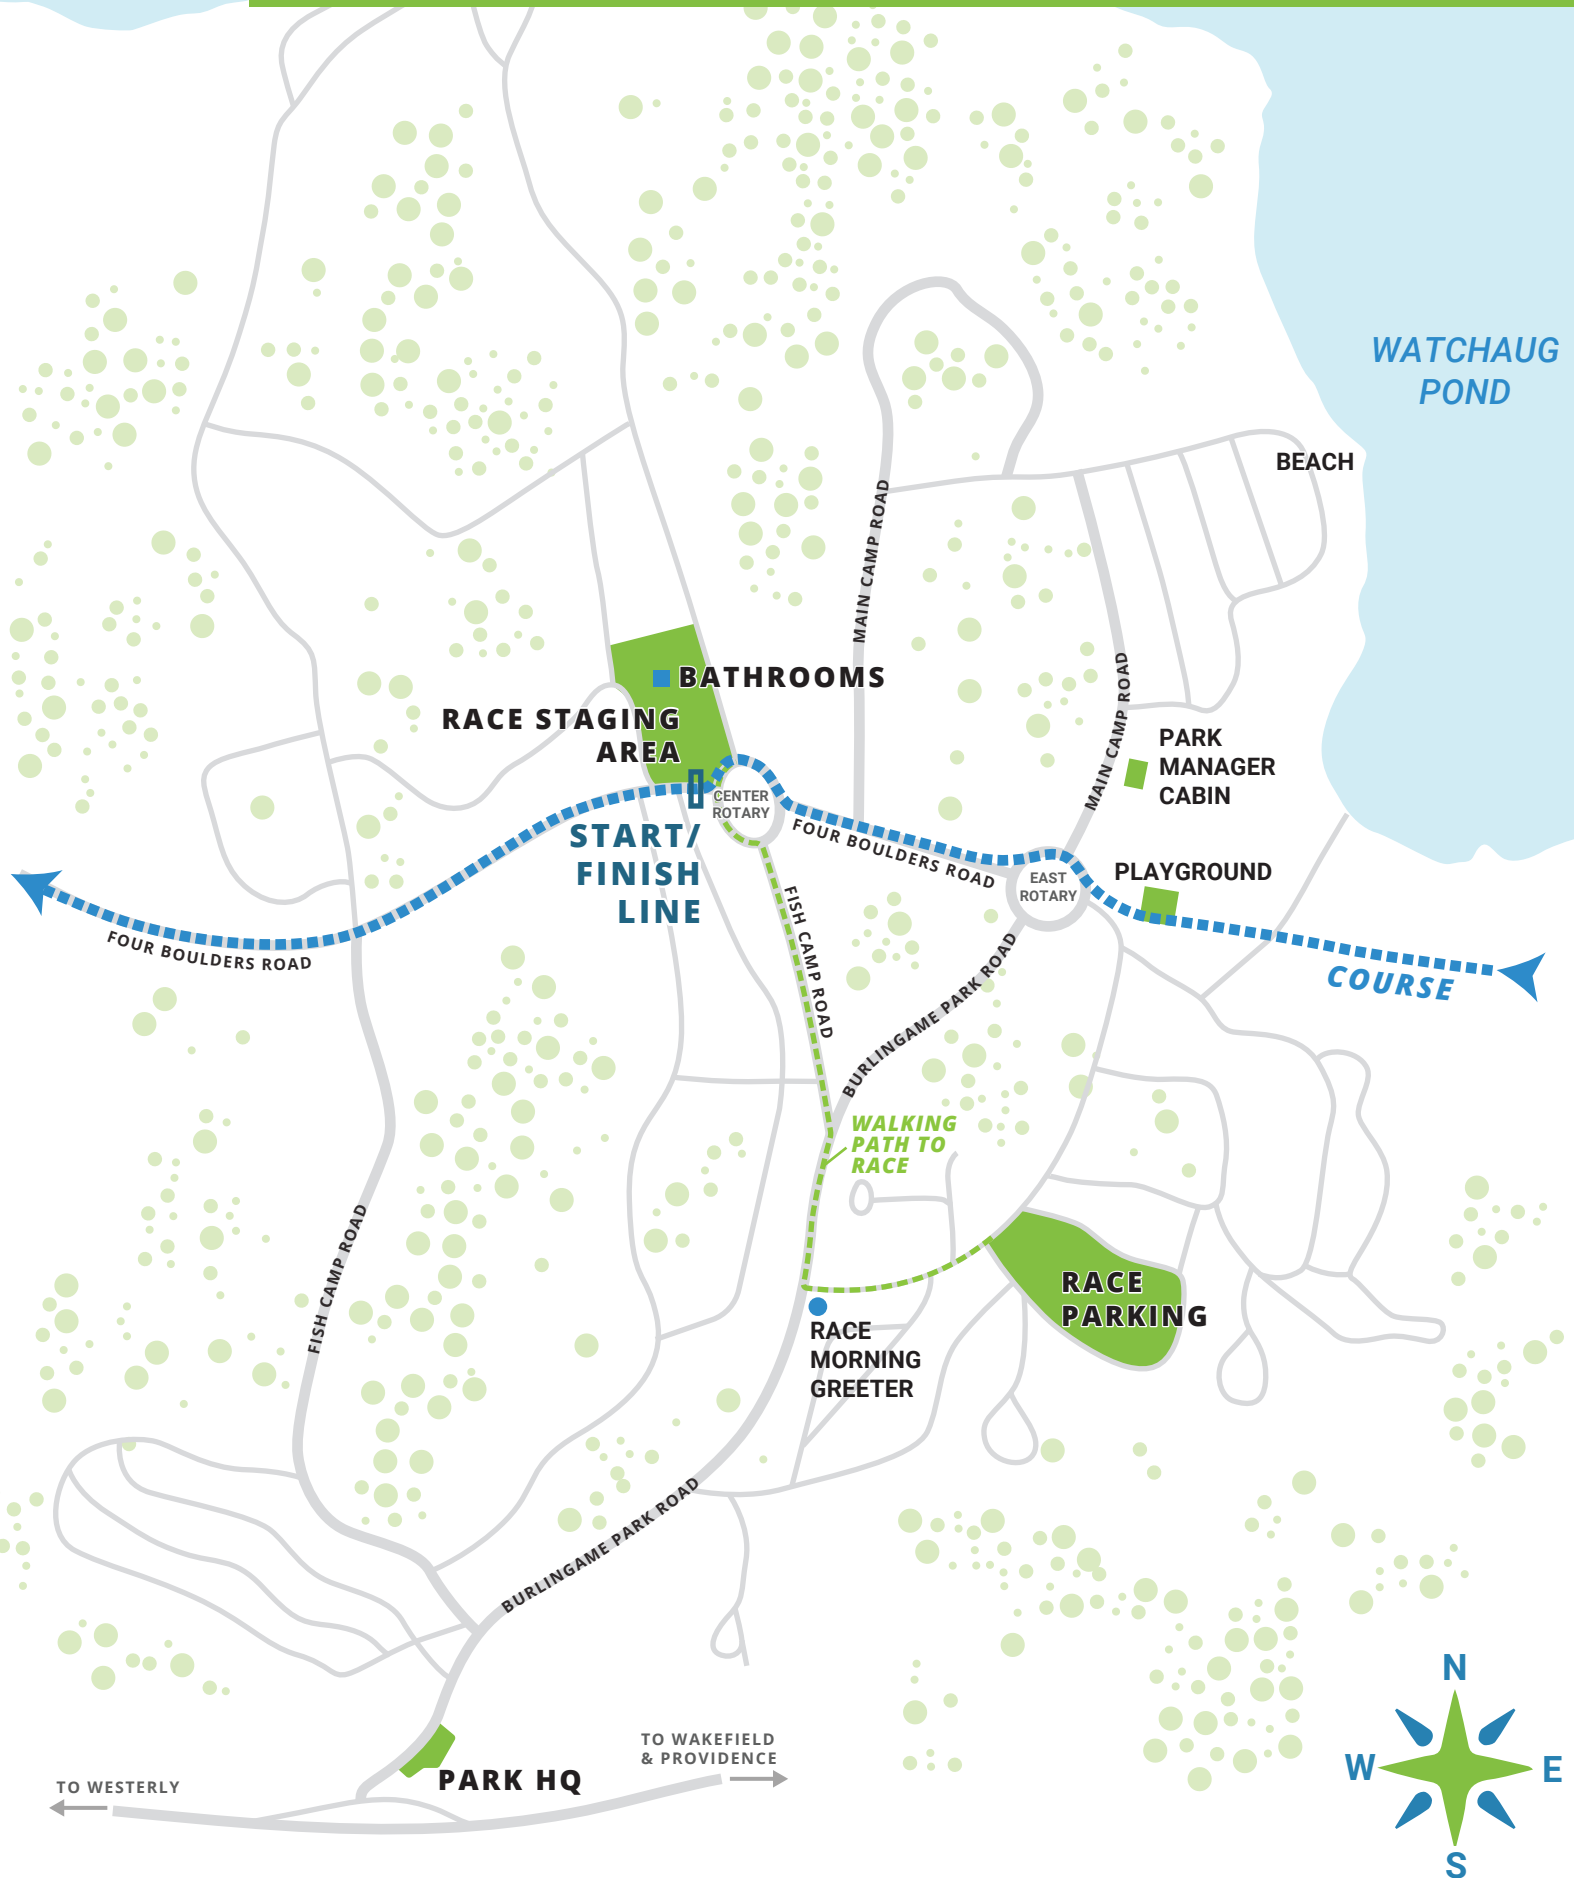 WATCHAUG
POND
BEACH
MAIN CAMP ROAD
MAIN CAMP ROAD
BATHROOMS
RACE STAGING
AREA
PARK
MANAGER
CABIN
CENTER
ROTARY
START/
FINISH
LINE
FOUR BOULDERS ROAD
EAST
ROTARY
PLAYGROUND
FOUR BOULDERS ROAD
FISH CAMP ROAD
BURLINGAME PARK ROAD
COURSE
WALKING
PATH TO
RACE
FISH CAMP ROAD
RACE
PARKING
RACE
MORNING
GREETER
BURLINGAME PARK ROAD
N
W
E
S
TO WAKEFIELD
& PROVIDENCE
PARK HQ
TO WESTERLY